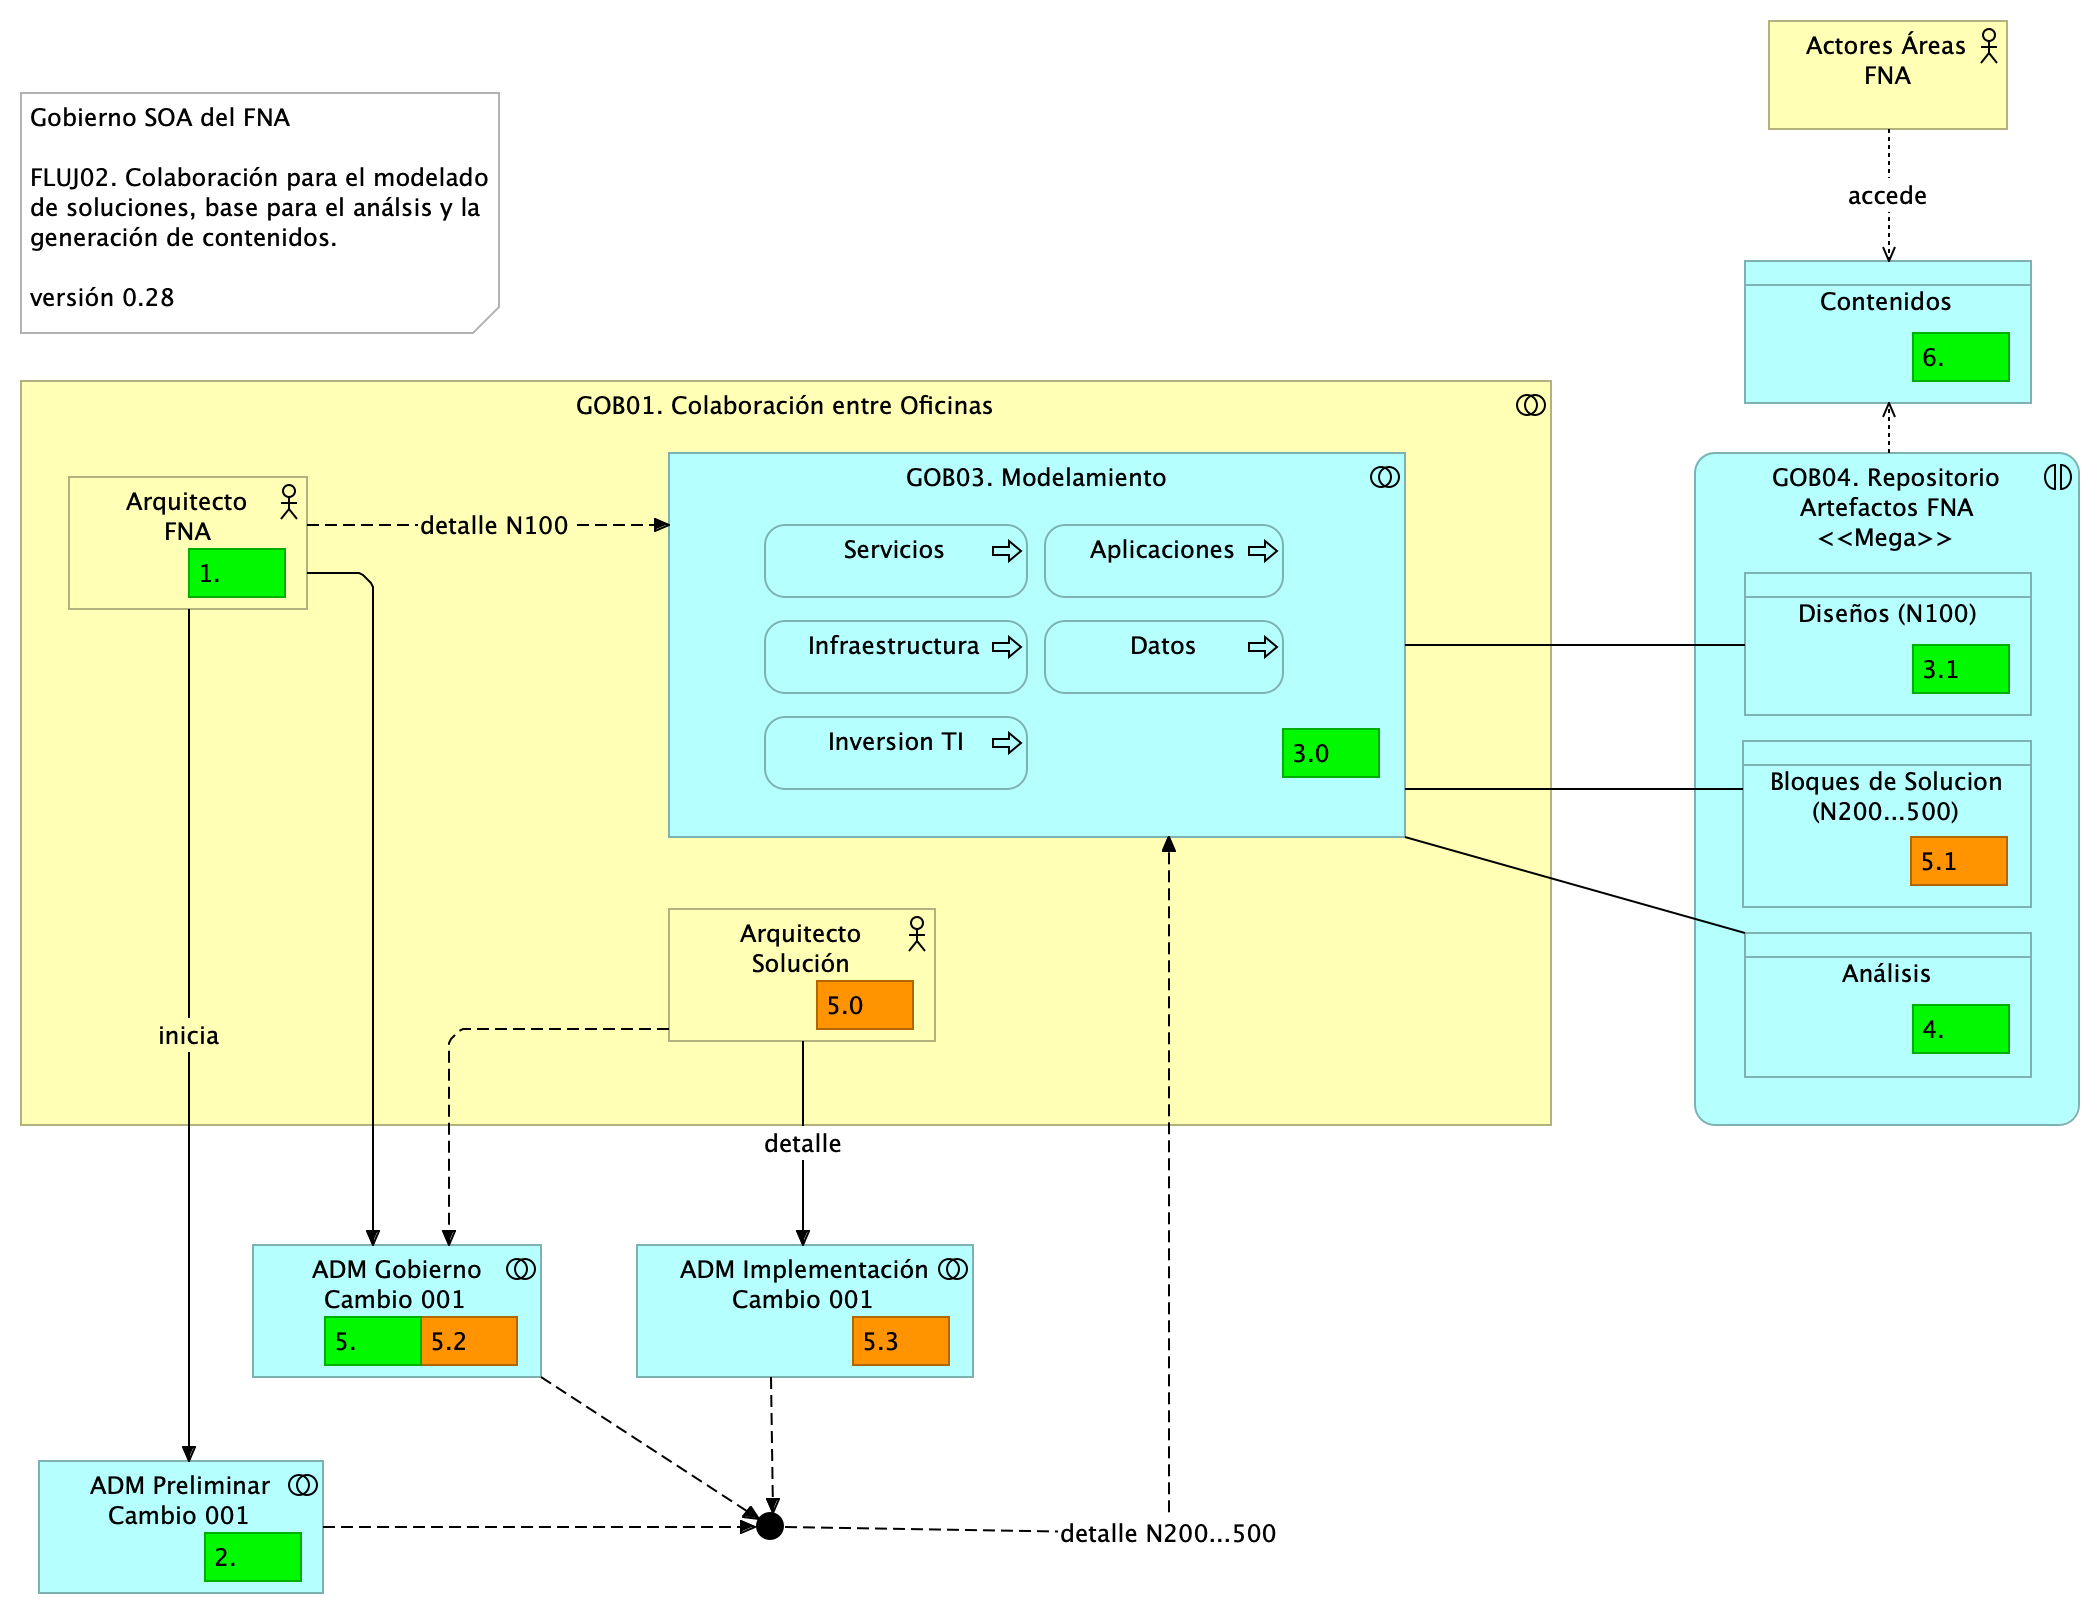 Gobierno SOA del FNA
FLUJ02. Colaboración para el modelado
de soluciones, base para el análsis y la
generación de contenidos.
versión 0.28
Actores Áreas
FNA
accede
Contenidos
6.
GOB01. Colaboración entre Oficinas
Arquitecto
FNA
1.
detalle N100
GOB03. Modelamiento
Servicios
Aplicaciones
Infraestructura
Datos
Inversion TI
3.0
GOB04. Repositorio
Artefactos FNA
<<Mega>>
Diseños (N100)
3.1
Bloques de Solucion
(N200...500)
5.1
Análisis
4.
Arquitecto
Solución
5.0
inicia
detalle
ADM Gobierno
Cambio 001
5.
5.2
ADM Implementación
Cambio 001
5.3
ADM Preliminar
Cambio 001
2.
detalle N200...500